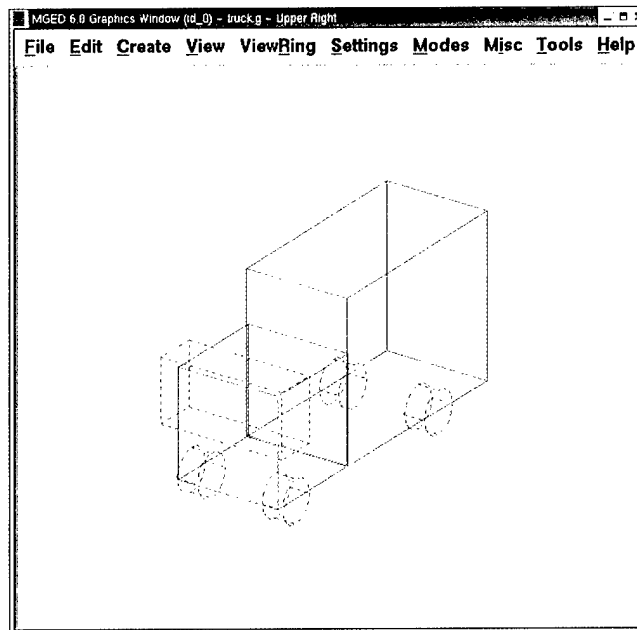 MGED 6.0 Graphics Window (id_0) - truck.g - Upper Right
File Edit Create View ViewRing Settings Modes Misc Tools Help